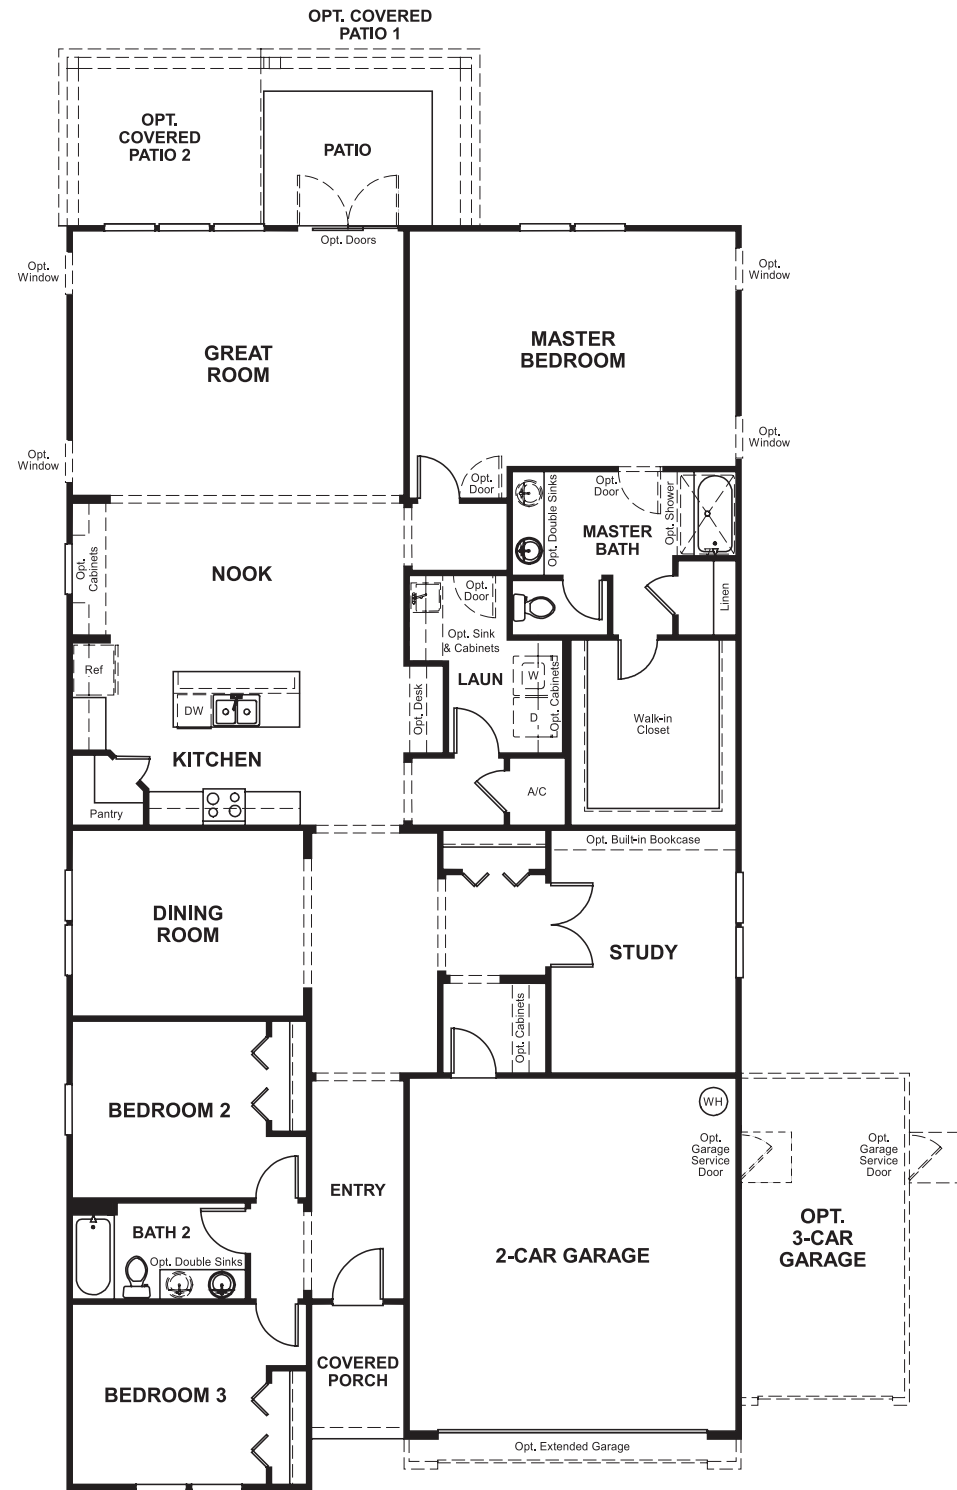 OPT. COVERED
PATIO 1
OPT.
COVERED
PATIO 2
PATIO
Opt. Doors
Opt.
Window
Opt.
Window
GREAT
ROOM
MASTER
BEDROOM
Opt.
Window
Opt.
Window
Opt.
Door
Opt. Double Sinks
Opt.
Door
Opt. Shower
MASTER
BATH
Opt.
Cabinets
NOOK
Opt.
Door
Linen
Opt. Sink
& Cabinets
Ref
LAUN
W
D
Opt. Cabinets
DW
Opt. Desk
Walk-in
Closet
KITCHEN
A/C
Pantry
Opt. Built-in Bookcase
DINING
ROOM
STUDY
Opt. Cabinets
BEDROOM 2
WH
Opt.
Garage
Service
Door
Opt.
Garage
Service
Door
ENTRY
BATH 2
Opt. Double Sinks
2-CAR GARAGE
OPT.
3-CAR
GARAGE
COVERED
PORCH
BEDROOM 3
Opt. Extended Garage